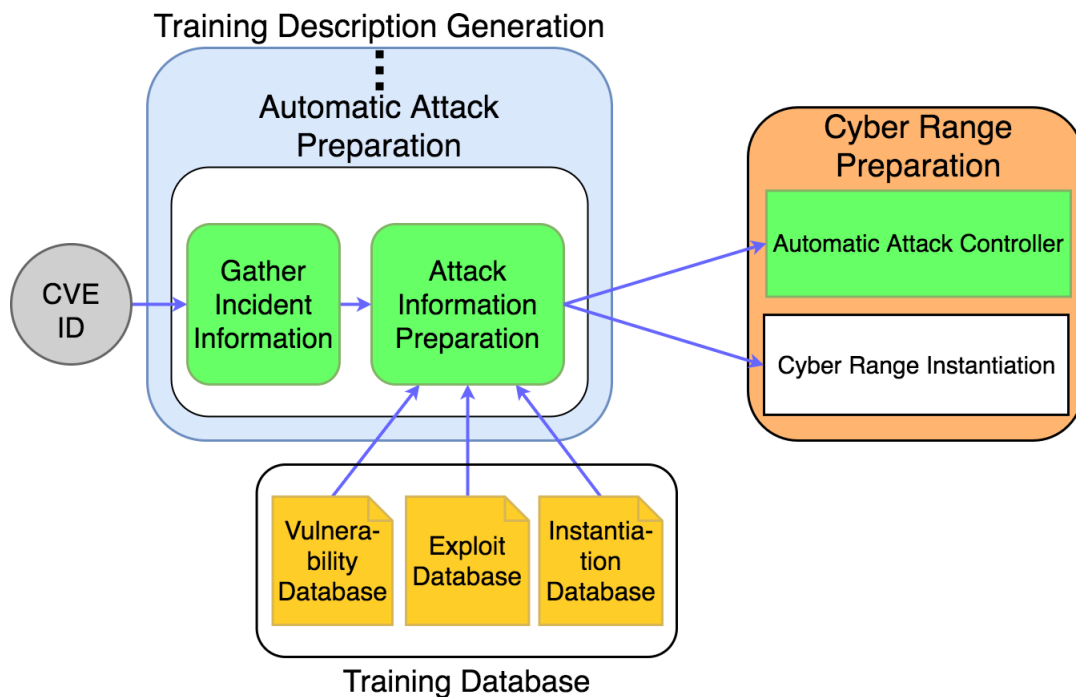 Training Description Generation
Automatic Attack
Preparation
Cyber Range
Preparation
Automatic Attack Controller
Cyber Range Instantiation
CVE
ID
Gather
Incident
Information
Attack
Information
Preparation
Vulnera-
bility
Database
Exploit
Database
Instantia-
tion
Database
Training Database